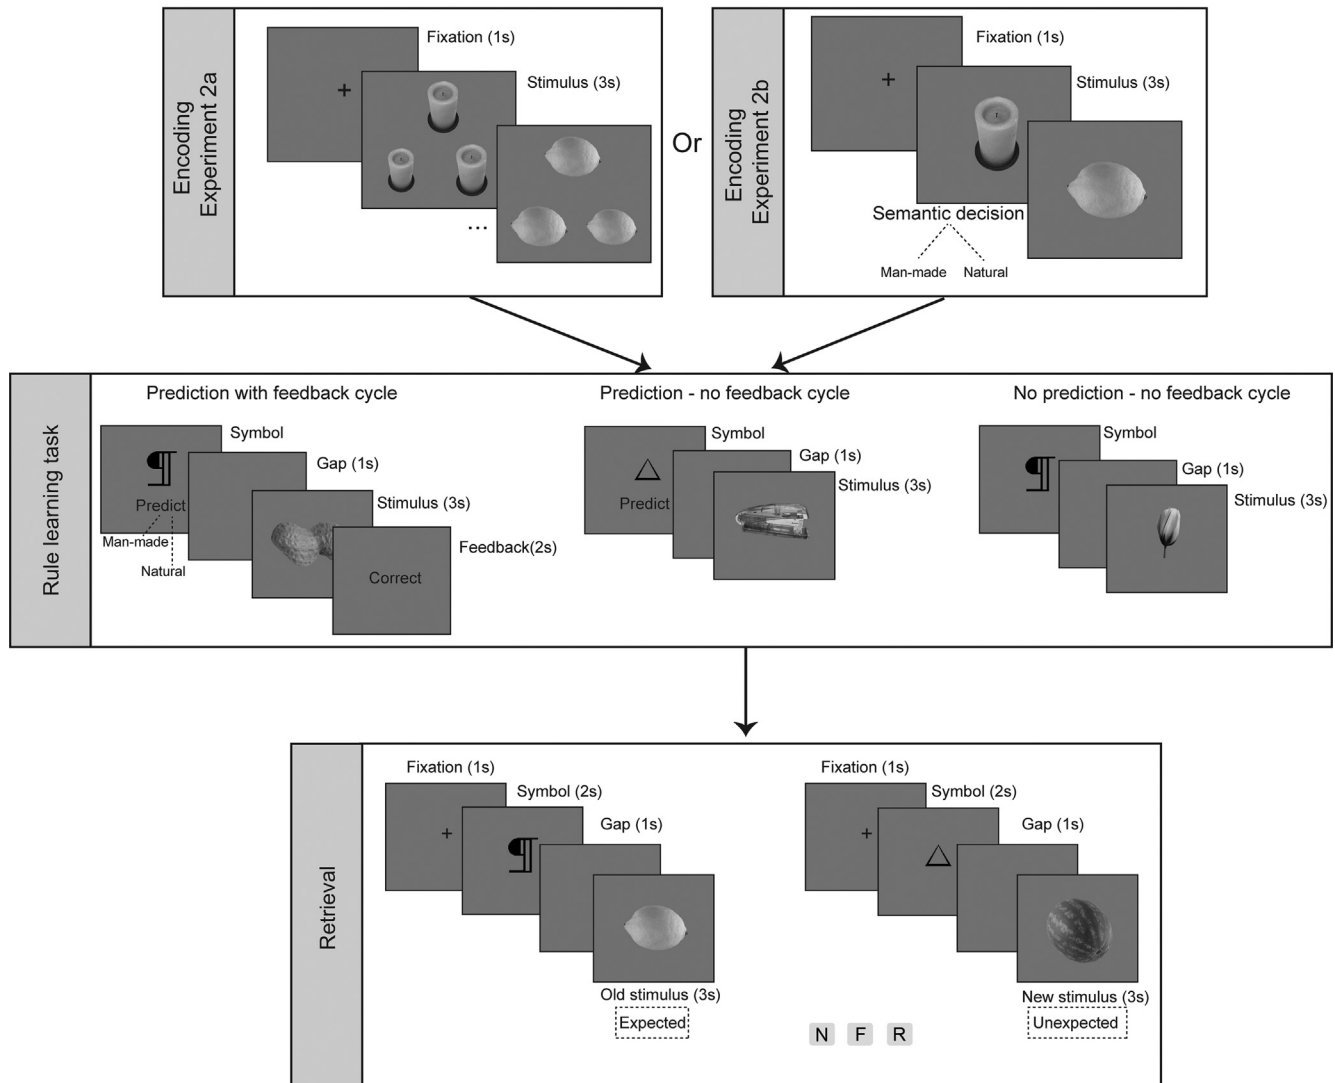 Encoding
Experiment 2a
Fixation (1s)
+
Stimulus (3s)
...
Or
Encoding
Experiment 2b
Fixation (1s)
+
Stimulus (3s)
Semantic decision
Man-made
Natural
Rule learning task
Prediction with feedback cycle
Symbol
¶
Predict
Man-made
Natural
Gap (1s)
Stimulus (3s)
Feedback(2s)
Correct
Prediction - no feedback cycle
Symbol
△
Predict
Gap (1s)
Stimulus (3s)
No prediction - no feedback cycle
Symbol
¶
Gap (1s)
Stimulus (3s)
Retrieval
Fixation (1s)
+
Symbol (2s)
¶
Gap (1s)
Old stimulus (3s)
Expected
Fixation (1s)
+
Symbol (2s)
△
Gap (1s)
New stimulus (3s)
Unexpected
N F R